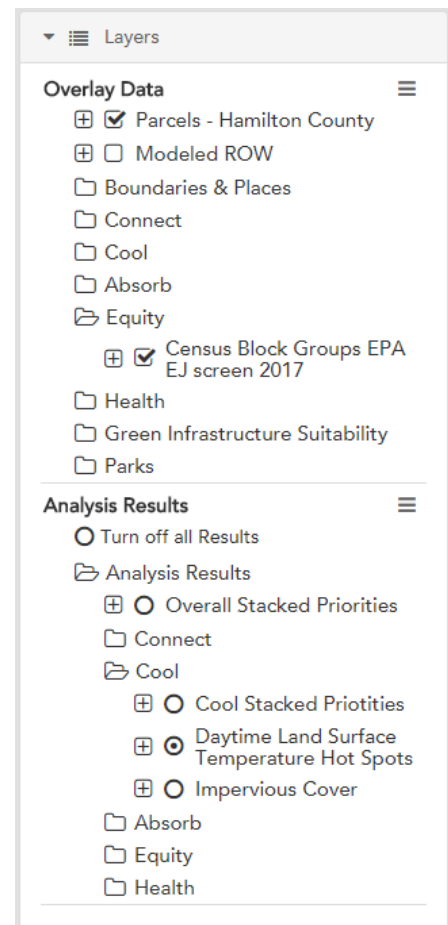 Layers
Overlay Data
Parcels - Hamilton County
Modeled ROW
Boundaries & Places
Connect
Cool
Absorb
Equity
Census Block Groups EPA
EJ screen 2017
Health
Green Infrastructure Suitability
Parks
Analysis Results
Turn off all Results
Analysis Results
Overall Stacked Priorities
Connect
Cool
Cool Stacked Priotities
Daytime Land Surface
Temperature Hot Spots
Impervious Cover
Absorb
Equity
Health